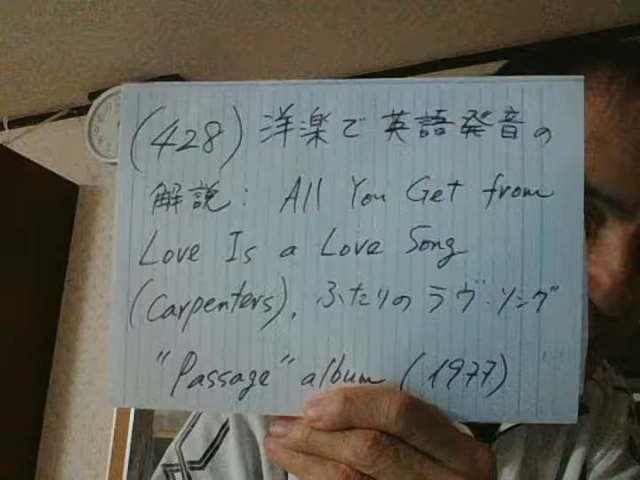 (428) 洋楽で英語発音の
解説: All You Get from
Love Is a Love Song
(Carpenters), ふたりのラヴ・ソング
"Passage" album (1977)